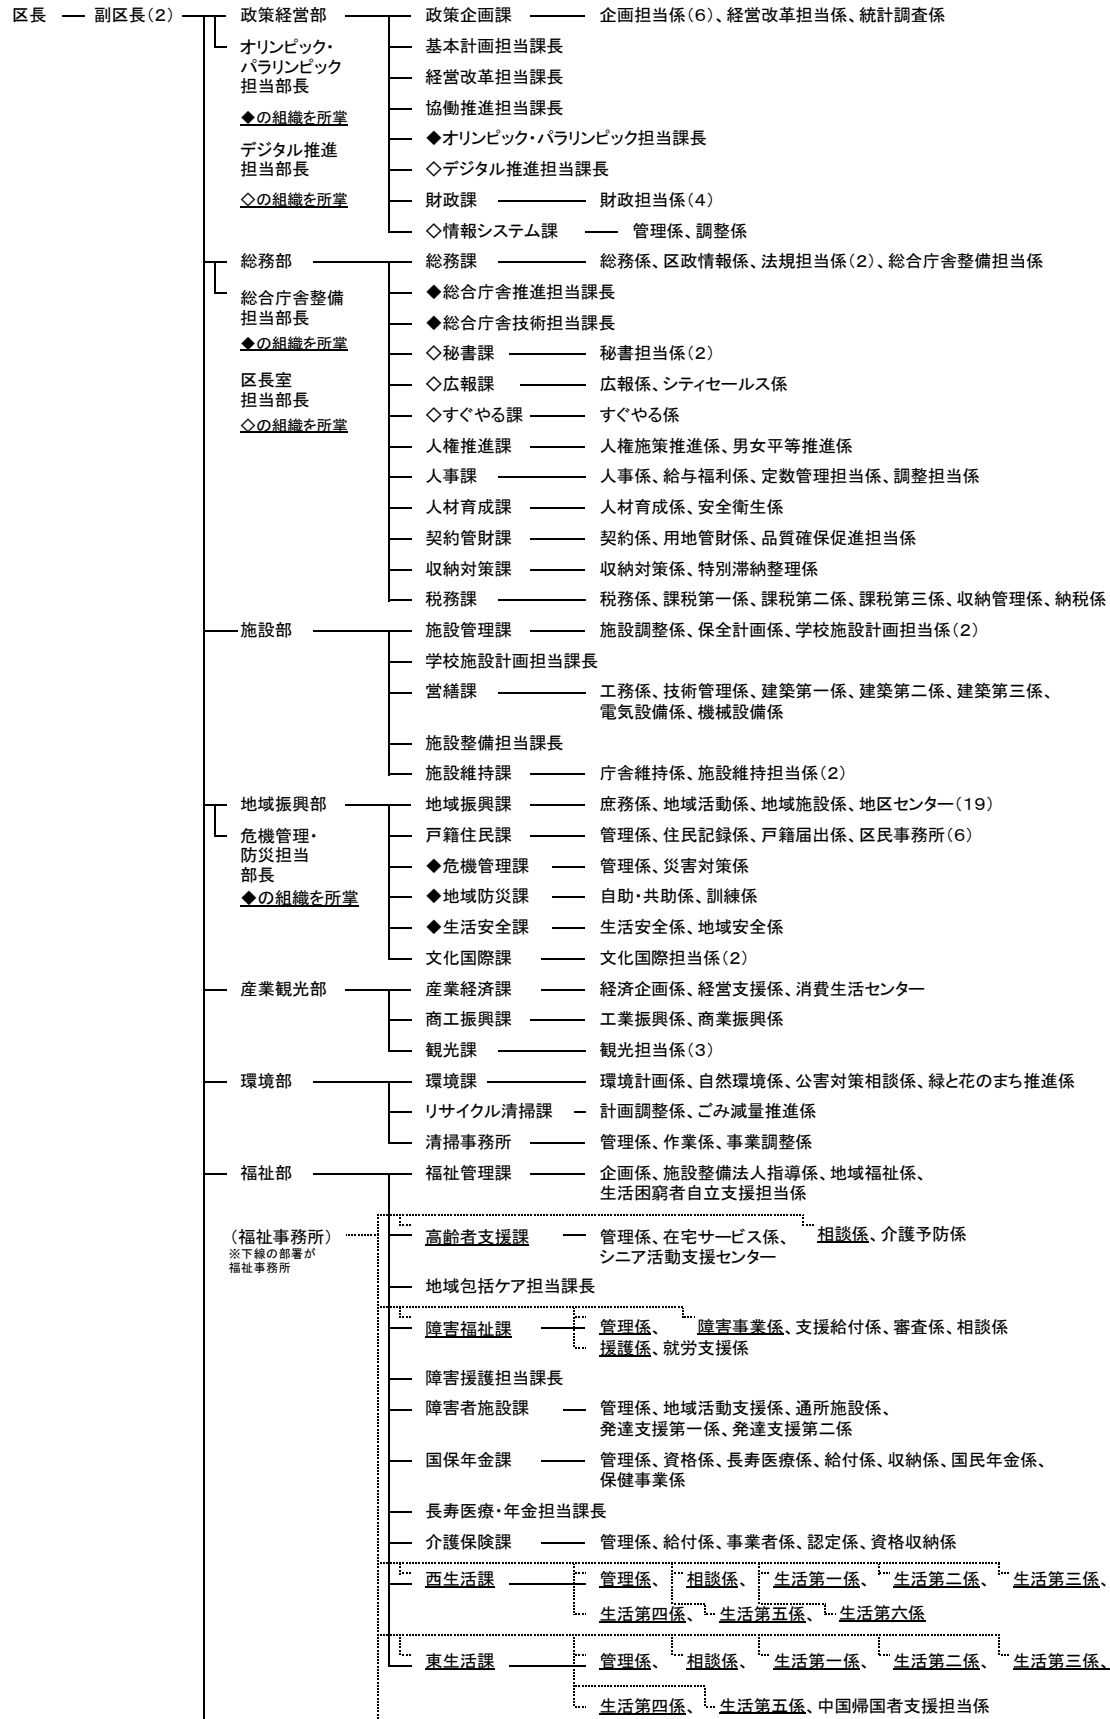 区長 副区長(2) 政策経営部 政策企画課 企画担当係(6)、経営改革担当係、統計調査係
オリンピック・
パラリンピック
担当部長
◆の組織を所掌
デジタル推進
担当部長
◇の組織を所掌
基本計画担当課長
経営改革担当課長
協働推進担当課長
◆オリンピック・パラリンピック担当課長
◇デジタル推進担当課長
財政課 財政担当係(4)
◇情報システム課 管理係、調整係
総務部 総務課 総務係、区政情報係、法規担当係(2)、総合庁舎整備担当係
総合庁舎整備
担当部長
◆の組織を所掌
区長室
担当部長
◇の組織を所掌
◆総合庁舎推進担当課長
◆総合庁舎技術担当課長
◇秘書課 秘書担当係(2)
◇広報課 広報係、シティセールス係
◇すぐやる課 すぐやる係
人権推進課 人権施策推進係、男女平等推進係
人事課 人事係、給与福利係、定数管理担当係、調整担当係
人材育成課 人材育成係、安全衛生係
契約管財課 契約係、用地管財係、品質確保促進担当係
収納対策課 収納対策係、特別滞納整理係
税務課 税務係、課税第一係、課税第二係、課税第三係、収納管理係、納税係
施設部 施設管理課 施設調整係、保全計画係、学校施設計画担当係(2)
学校施設計画担当課長
営繕課 工務係、技術管理係、建築第一係、建築第二係、建築第三係、
電気設備係、機械設備係
施設整備担当課長
施設維持課 庁舎維持係、施設維持担当係(2)
地域振興部 地域振興課 庶務係、地域活動係、地域施設係、地区センター(19)
危機管理・
防災担当
部長
◆の組織を所掌
戸籍住民課 管理係、住民記録係、戸籍届出係、区民事務所(6)
◆危機管理課 管理係、災害対策係
◆地域防災課 自助・共助係、訓練係
◆生活安全課 生活安全係、地域安全係
文化国際課 文化国際担当係(2)
産業観光部 産業経済課 経済企画係、経営支援係、消費生活センター
商工振興課 工業振興係、商業振興係
観光課 観光担当係(3)
環境部 環境課 環境計画係、自然環境係、公害対策相談係、緑と花のまち推進係
リサイクル清掃課 計画調整係、ごみ減量推進係
清掃事務所 管理係、作業係、事業調整係
福祉部 福祉管理課 企画係、施設整備法人指導係、地域福祉係、
生活困窮者自立支援担当係
(福祉事務所)
※下線の部署が
福祉事務所
高齢者支援課 管理係、在宅サービス係、 相談係、介護予防係
シニア活動支援センター
地域包括ケア担当課長
障害福祉課 管理係、 障害事業係、支援給付係、審査係、相談係
援護係、就労支援係
障害援護担当課長
障害者施設課 管理係、地域活動支援係、通所施設係、
発達支援第一係、発達支援第二係
国保年金課 管理係、資格係、長寿医療係、給付係、収納係、国民年金係、
保健事業係
長寿医療・年金担当課長
介護保険課 管理係、給付係、事業者係、認定係、資格収納係
西生活課 管理係、 相談係、 生活第一係、 生活第二係、 生活第三係、
生活第四係、 生活第五係、 生活第六係
東生活課 管理係、 相談係、 生活第一係、 生活第二係、 生活第三係、
生活第四係、 生活第五係、中国帰国者支援担当係